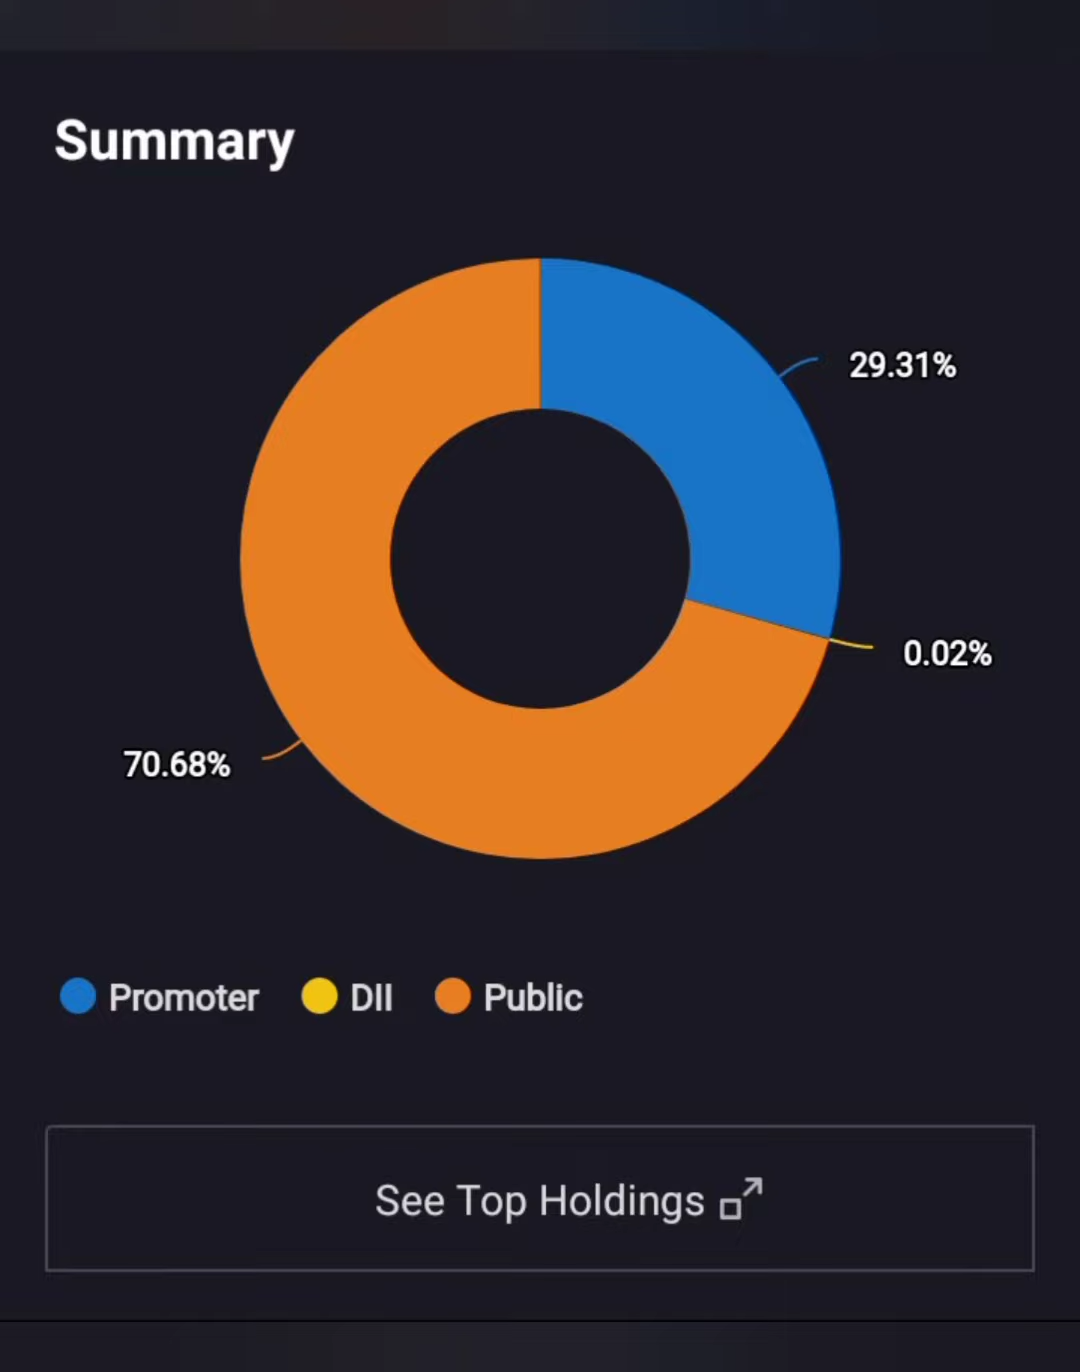 Summary
29.31%
0.02%
70.68%
Promoter DII Public
See Top Holdings